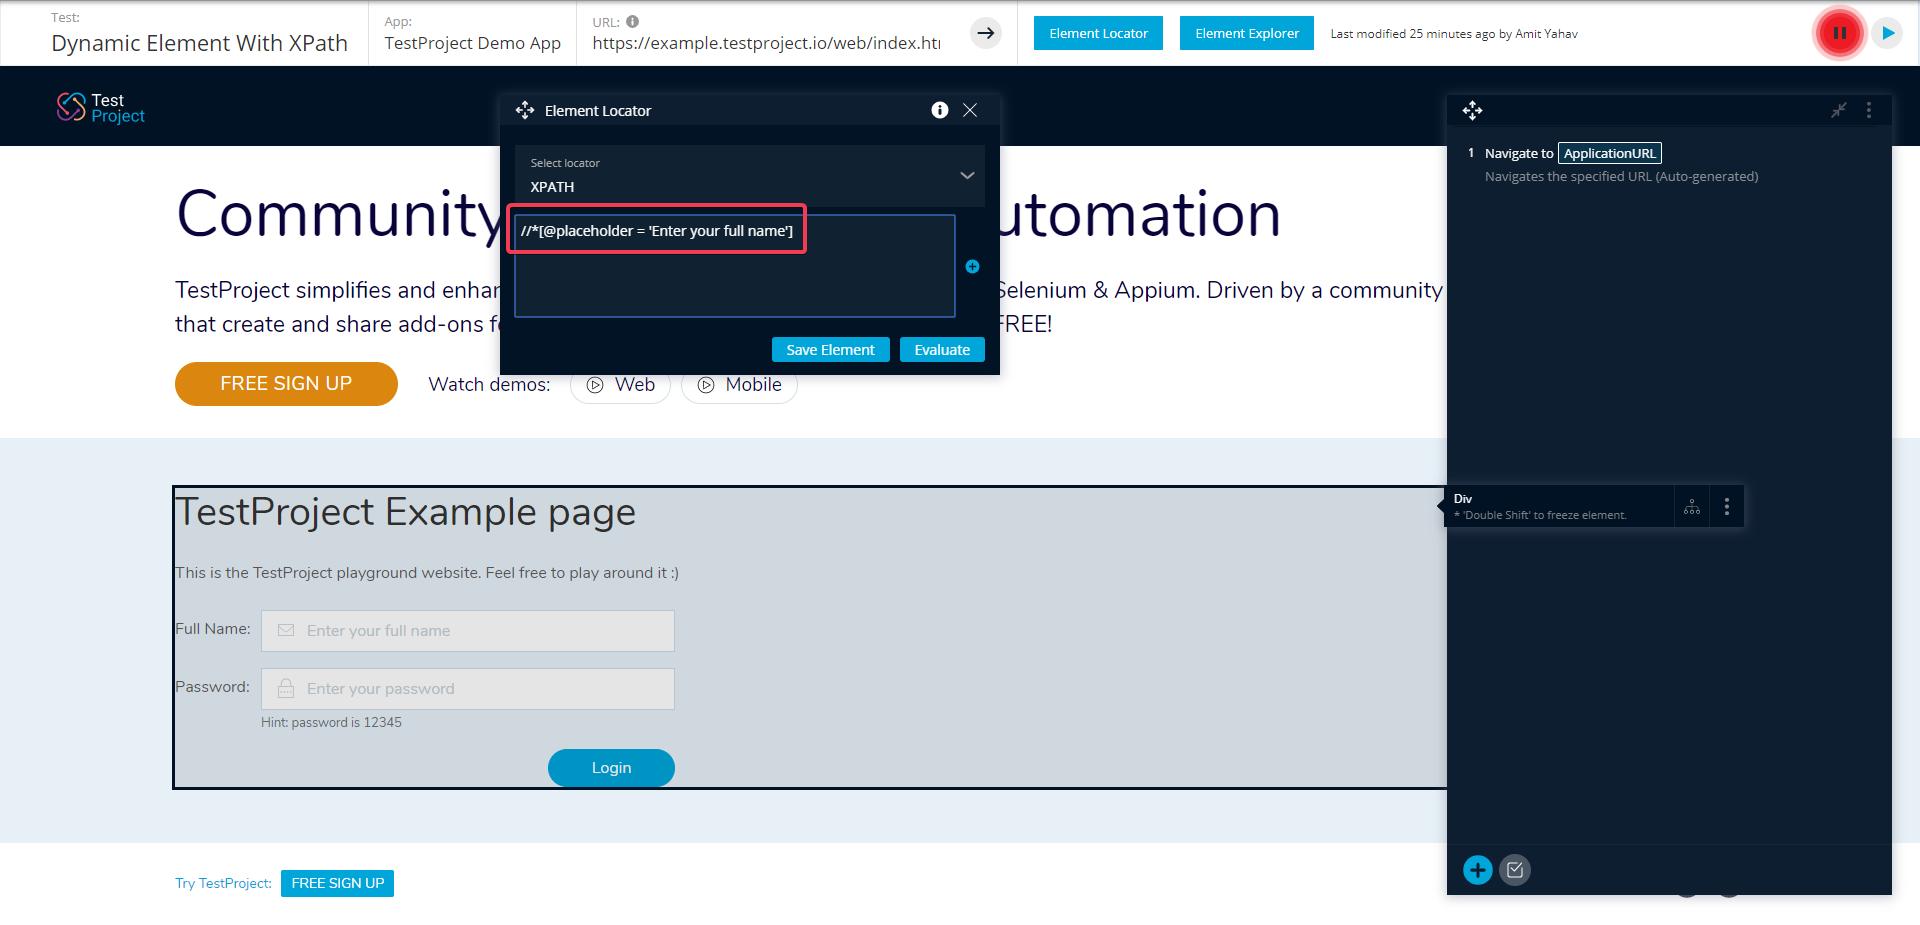 Test:
Dynamic Element With XPath
App:
TestProject Demo App
URL:
https://example.testproject.io/web/index.htr
Element Locator
Element Explorer
Last modified 25 minutes ago by Amit Yahav
Test
Project
Element Locator
Select locator
XPATH
//*[@placeholder = 'Enter your full name']
Save Element
Evaluate
1 Navigate to ApplicationURL
Navigates the specified URL (Auto-generated)
Community utomation
TestProject simplifies and enhan Selenium & Appium. Driven by a community
that create and share add-ons fo FREE!
FREE SIGN UP
Watch demos:
Web
Mobile
Div
* 'Double Shift' to freeze element.
TestProject Example page
This is the TestProject playground website. Feel free to play around it :)
Full Name:
Enter your full name
Password:
Enter your password
Hint: password is 12345
Login
Try TestProject:
FREE SIGN UP